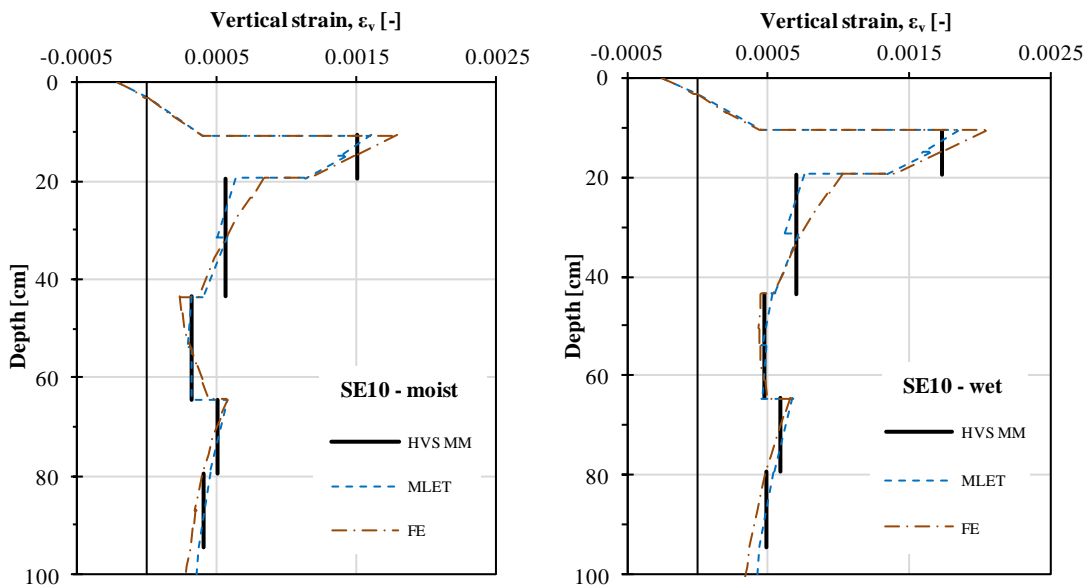 Vertical strain, εv [-]
-0.0005 0.0005 0.0015 0.0025
0
20
40
60
80
100
Depth [cm]
SE10 - moist
HVS MM
MLET
FE
Vertical strain, εv [-]
-0.0005 0.0005 0.0015 0.0025
0
20
40
60
80
100
Depth [cm]
SE10 - wet
HVS MM
MLET
FE